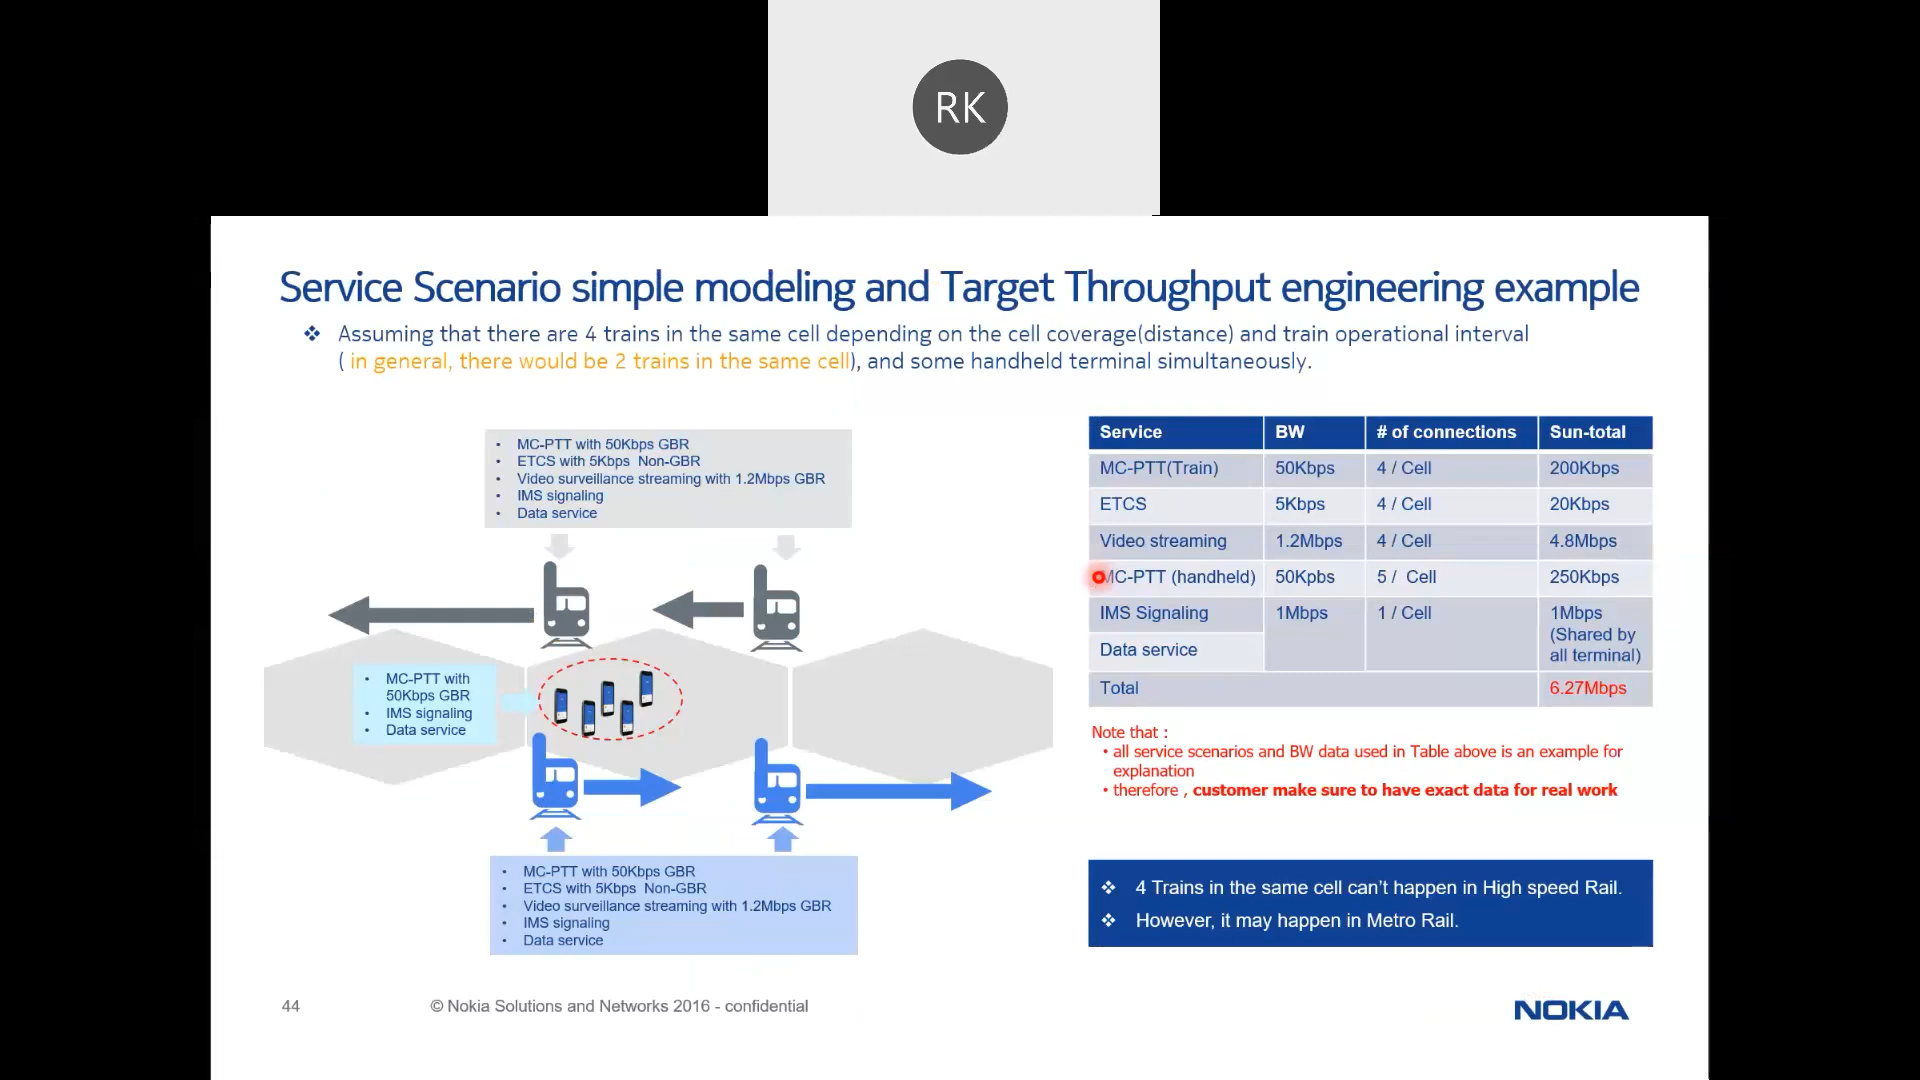 RK
Service Scenario simple modeling and Target Throughput engineering example
❖ Assuming that there are 4 trains in the same cell depending on the cell coverage(distance) and train operational interval
( in general, there would be 2 trains in the same cell), and some handheld terminal simultaneously.
• MC-PTT with 50Kbps GBR
• ETCS with 5Kbps Non-GBR
• Video surveillance streaming with 1.2Mbps GBR
• IMS signaling
• Data service
• MC-PTT with
50Kbps GBR
• IMS signaling
• Data service
• MC-PTT with 50Kbps GBR
• ETCS with 5Kbps Non-GBR
• Video surveillance streaming with 1.2Mbps GBR
• IMS signaling
• Data service
Service BW # of connections Sun-total
MC-PTT(Train) 50Kbps 4 / Cell 200Kbps
ETCS 5Kbps 4 / Cell 20Kbps
Video streaming 1.2Mbps 4 / Cell 4.8Mbps
MC-PTT (handheld) 50Kpbs 5 / Cell 250Kbps
IMS Signaling 1Mbps 1 / Cell 1Mbps
(Shared by
all terminal)
Data service
Total 6.27Mbps
Note that :
• all service scenarios and BW data used in Table above is an example for
explanation
• therefore , customer make sure to have exact data for real work
❖ 4 Trains in the same cell can't happen in High speed Rail.
❖ However, it may happen in Metro Rail.
44
© Nokia Solutions and Networks 2016 - confidential
NOKIA